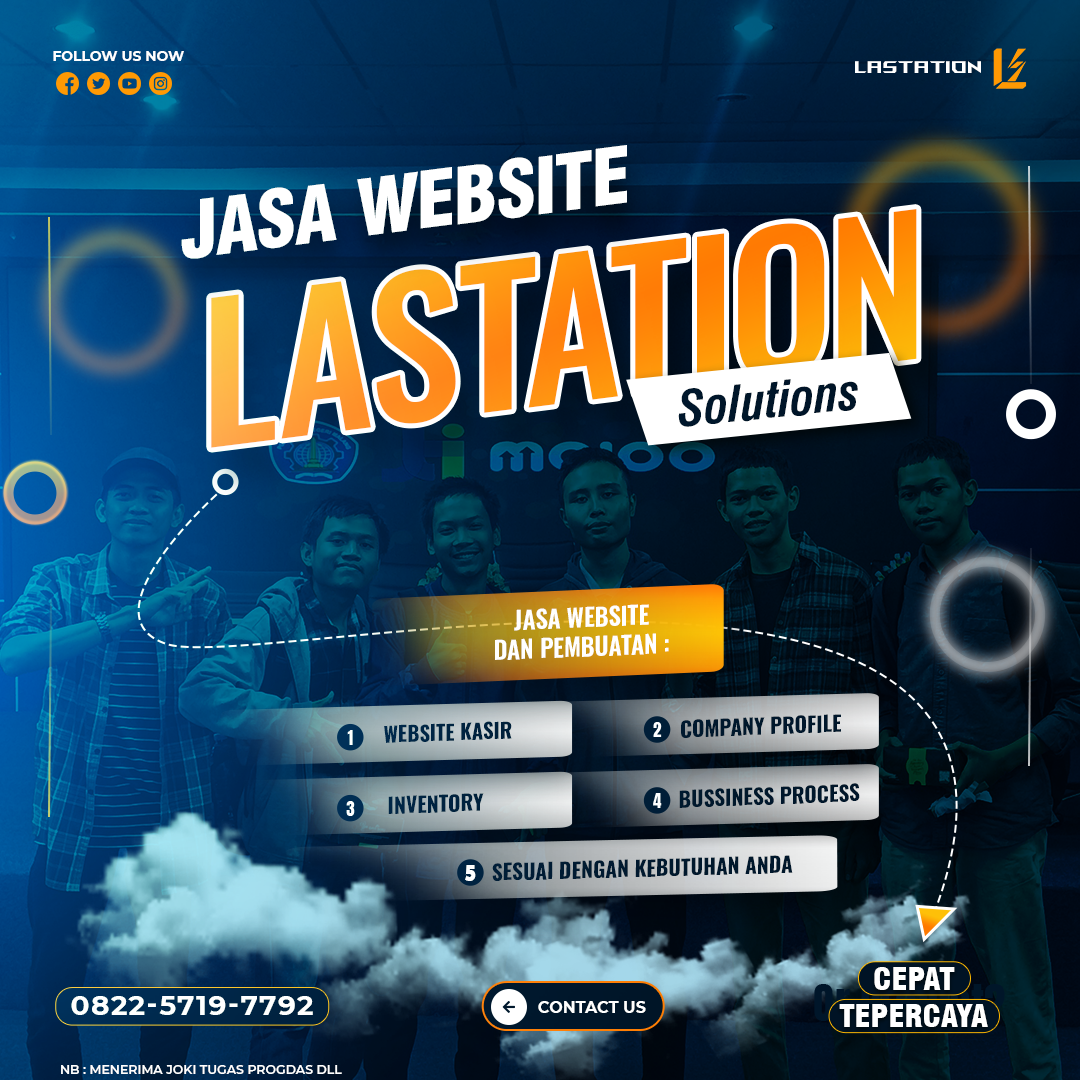 FOLLOW US NOW
LASTATION
JASA WEBSITE
LASTATION
Solutions
JASA WEBSITE
DAN PEMBUATAN :
1 WEBSITE KASIR
2 COMPANY PROFILE
3 INVENTORY
4 BUSSINESS PROCESS
5 SESUAI DENGAN KEBUTUHAN ANDA
CEPAT
TEPERCAYA
0822-5719-7792
CONTACT US
NB : MENERIMA JOKI TUGAS PROGDAS DLL